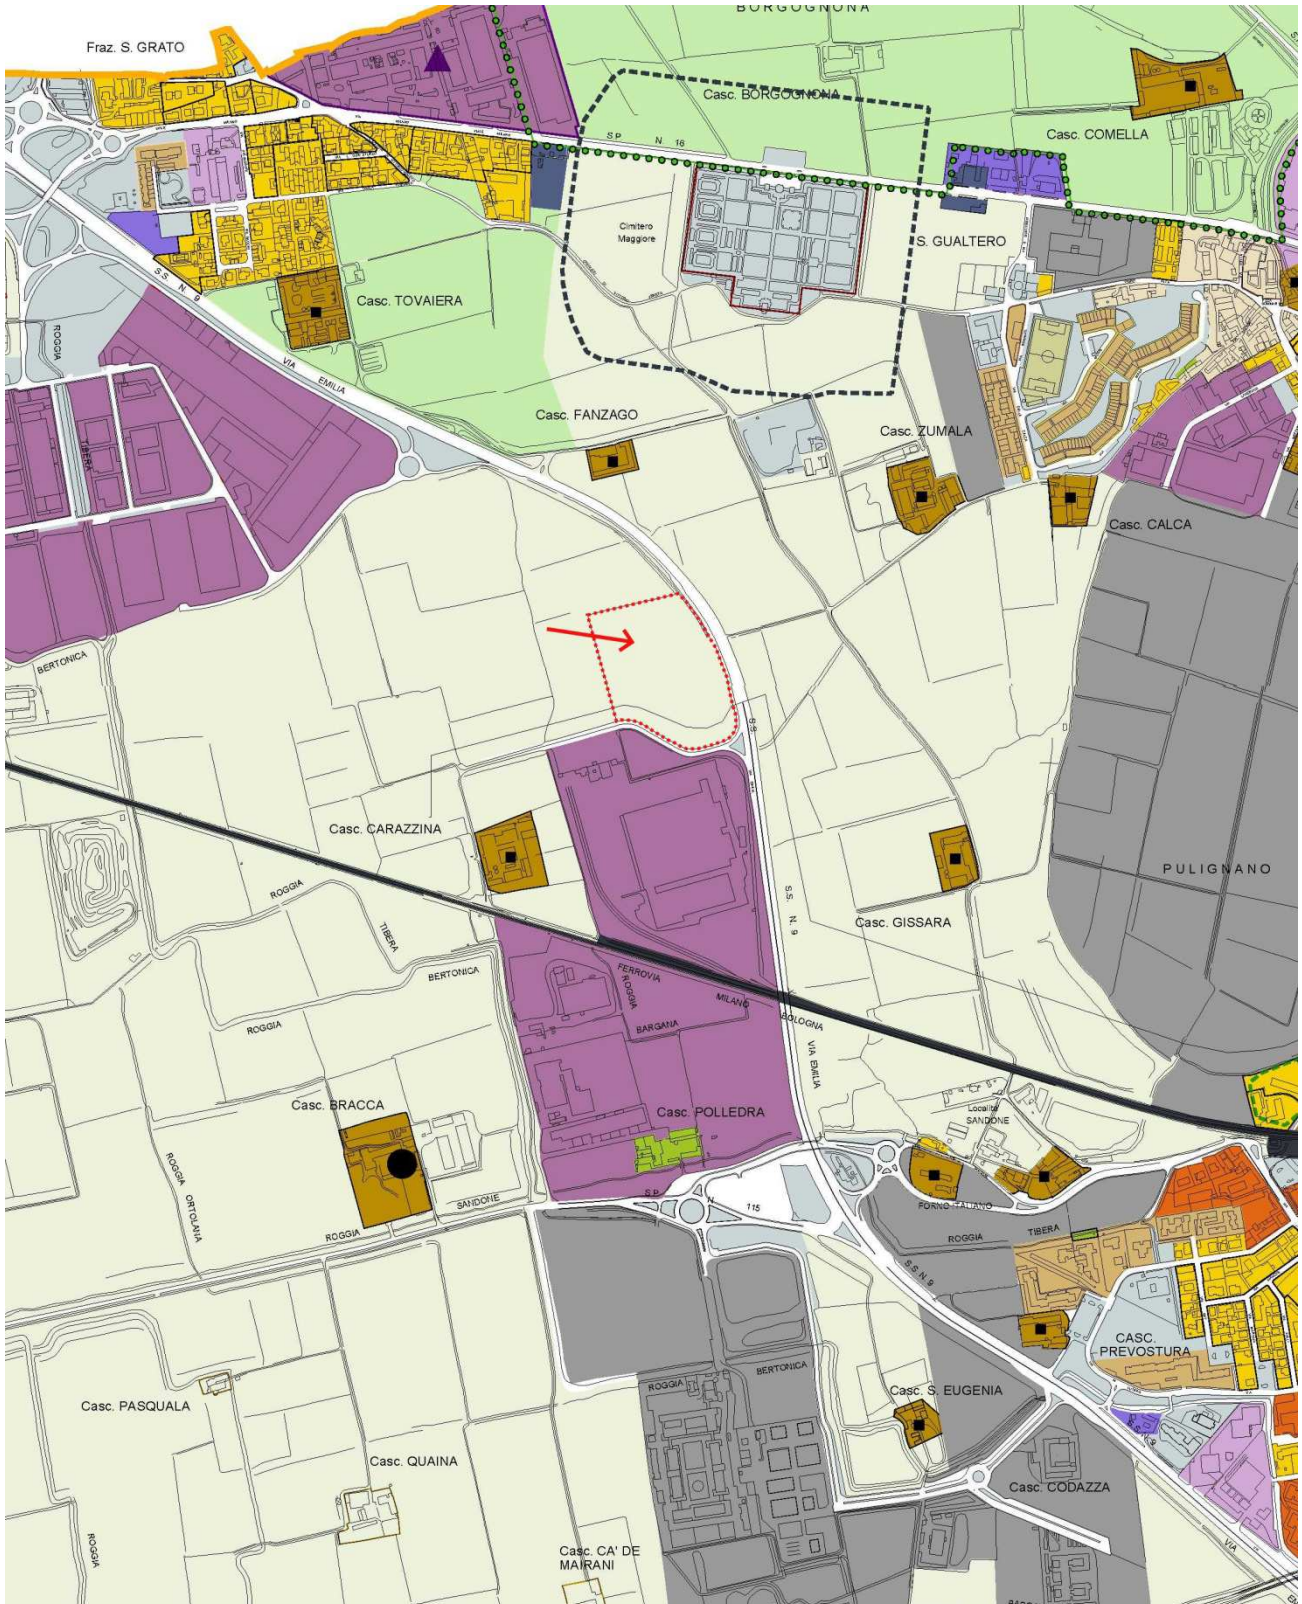 BORGOGNONA
Fraz. S. GRATO
Casc. BORGOGNONA
Casc. COMELLA
S.P. N. 16
Cimitero
Maggiore
S. GUALTERO
Casc. TOVAIERA
S.S. N. 9
ROGGIA
VIA EMILIA
Casc. FANZAGO
Casc. ZUMALA
TIBERA
Casc. CALCA
BERTONICA
S.S.
Casc. CARAZZINA
PULIGNANO
ROGGIA
S.S. N. 9
Casc. GISSARA
TIBERA
BERTONICA
FERROVIA
ROGGIA
MILANO
BOLOGNA
ROGGIA
BARGANA
VIA EMILIA
Casc. BRACCA
Casc. POLLEDRA
Località
SANDONE
ROGGIA ORTOLANA
SANDONE
S.P. N. 115
FORNO ITALIANO
ROGGIA
ROGGIA
TIBERA
S.S N 9
CASC.
PREVOSTURA
BERTONICA
ROGGIA
Casc. S. EUGENIA
Casc. PASQUALA
Casc. QUAINA
Casc. CODAZZA
ROGGIA
Casc. CA' DE
MAIRANI
VIA